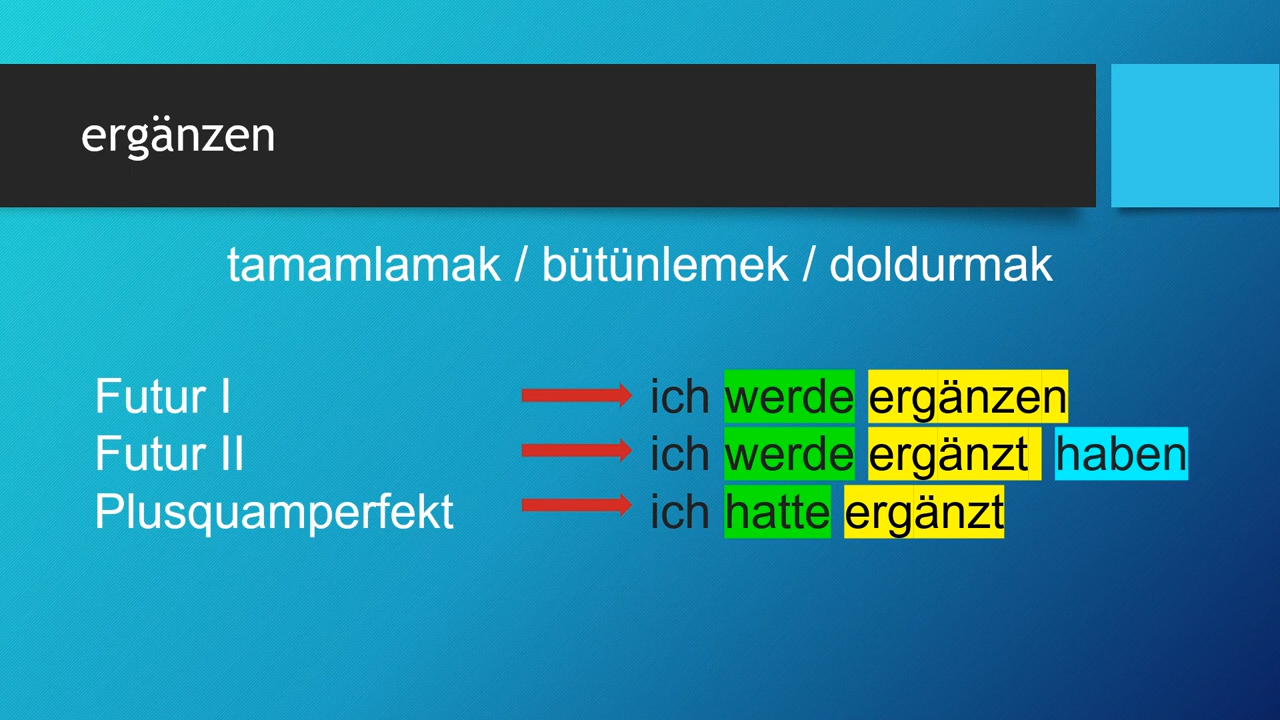 ergänzen
tamamlamak / bütünlemek / doldurmak
Futur I ich werde ergänzen
Futur II ich werde ergänzt haben
Plusquamperfekt ich hatte ergänzt